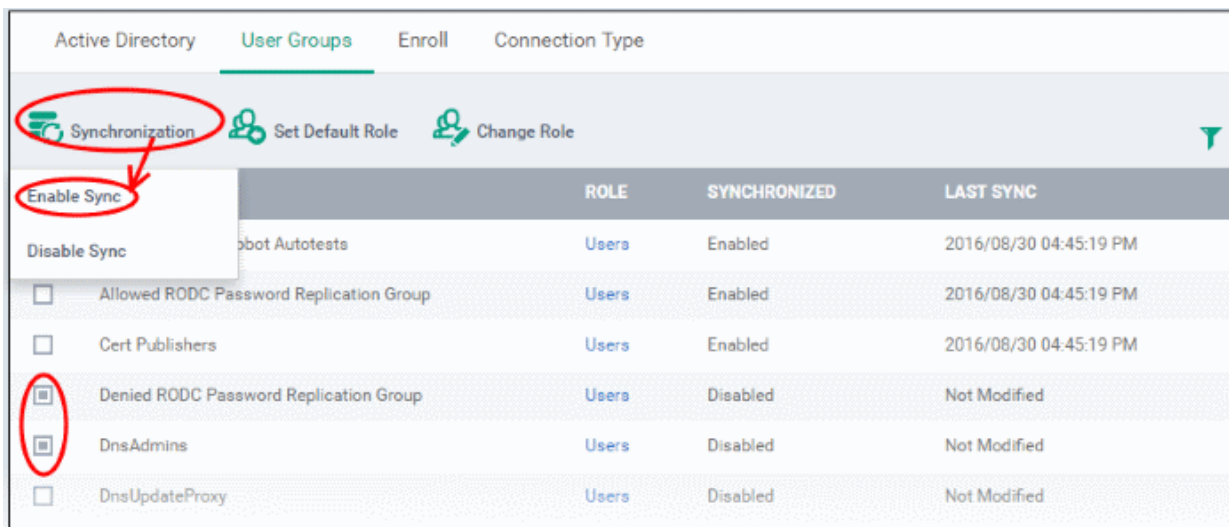 Active Directory User Groups Enroll Connection Type
Synchronization Set Default Role Change Role
Enable Sync ROLE SYNCHRONIZED LAST SYNC
Disable Sync Autotests Users Enabled 2016/08/30 04:45:19 PM
Allowed RODC Password Replication Group Users Enabled 2016/08/30 04:45:19 PM
Cert Publishers Users Enabled 2016/08/30 04:45:19 PM
Denied RODC Password Replication Group Users Disabled Not Modified
DnsAdmins Users Disabled Not Modified
DnsUpdateProxy Users Disabled Not Modified